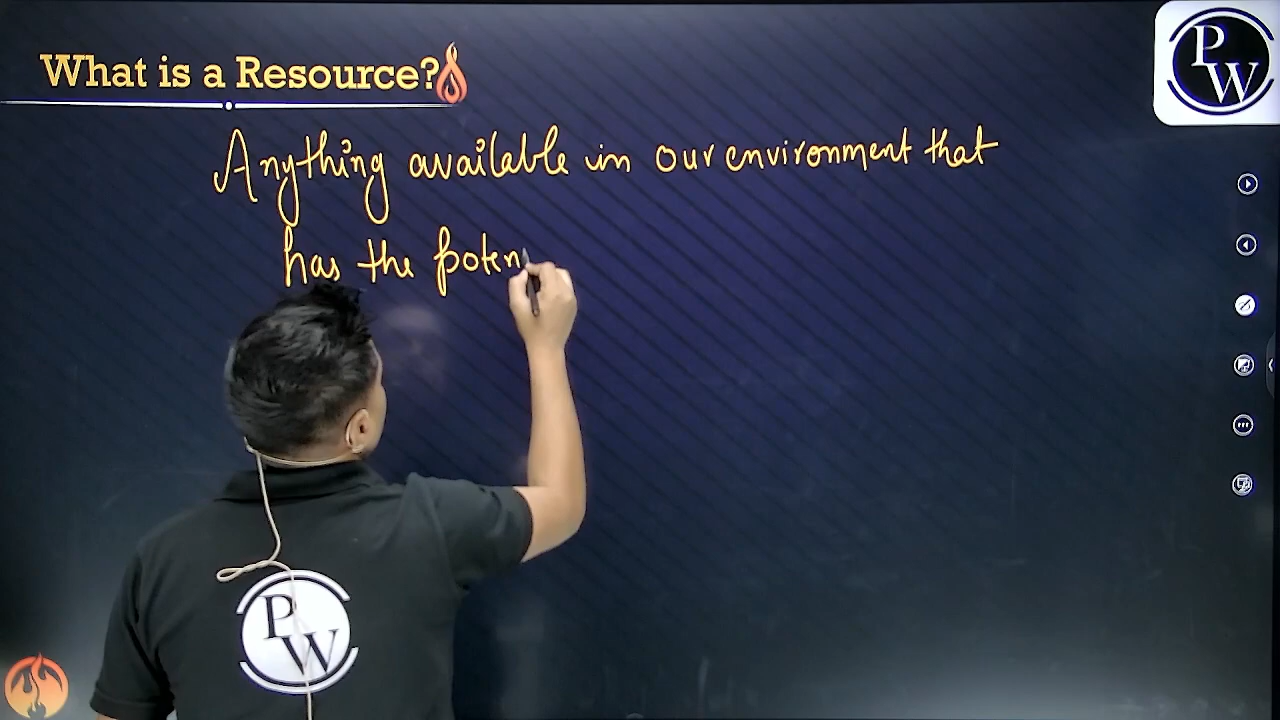 What is a Resource?
Anything available in our environment that
has the poten
P
W
P
W